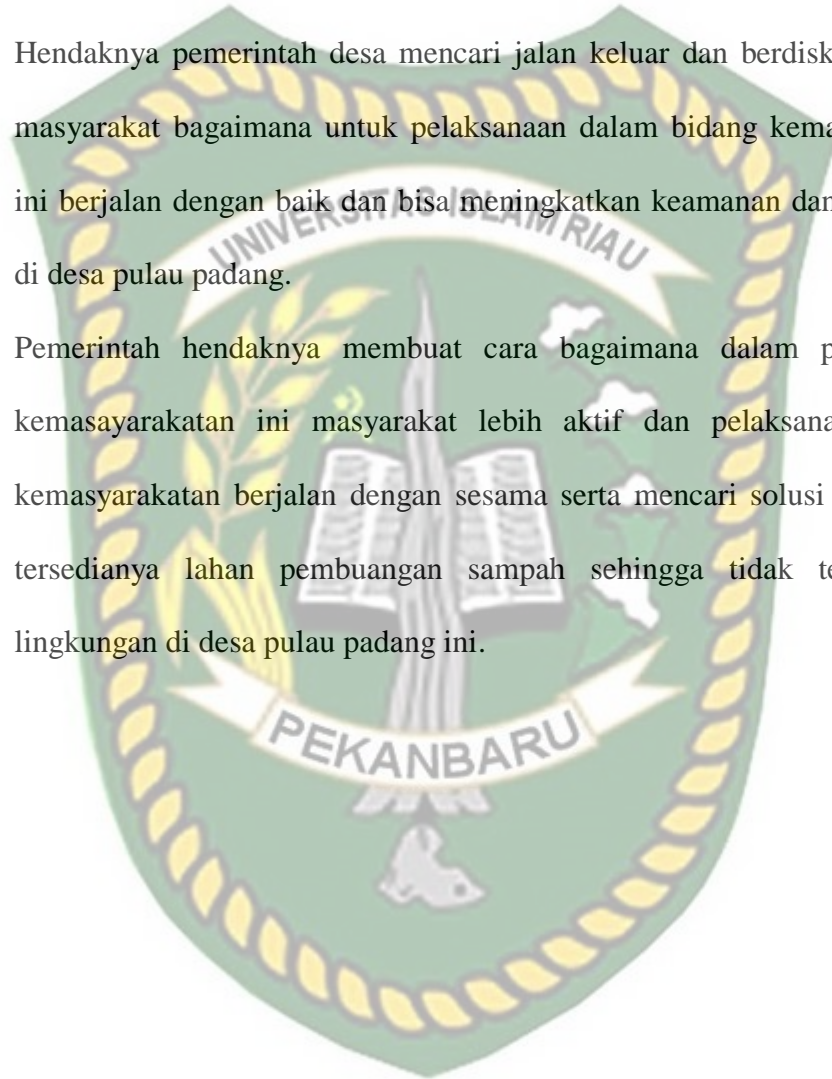 Hendaknya pemerintah desa mencari jalan keluar dan berdisk
masyarakat bagaimana untuk pelaksanaan dalam bidang kema
ini berjalan dengan baik dan bisa meningkatkan keamanan dan
UNIVERSITAS ISLAM RIAU
di desa pulau padang.
Pemerintah hendaknya membuat cara bagaimana dalam p
kemasayarakatan ini masyarakat lebih aktif dan pelaksana
kemasyarakatan berjalan dengan sesama serta mencari solusi
tersedianya lahan pembuangan sampah sehingga tidak te
lingkungan di desa pulau padang ini.
PEKANBARU